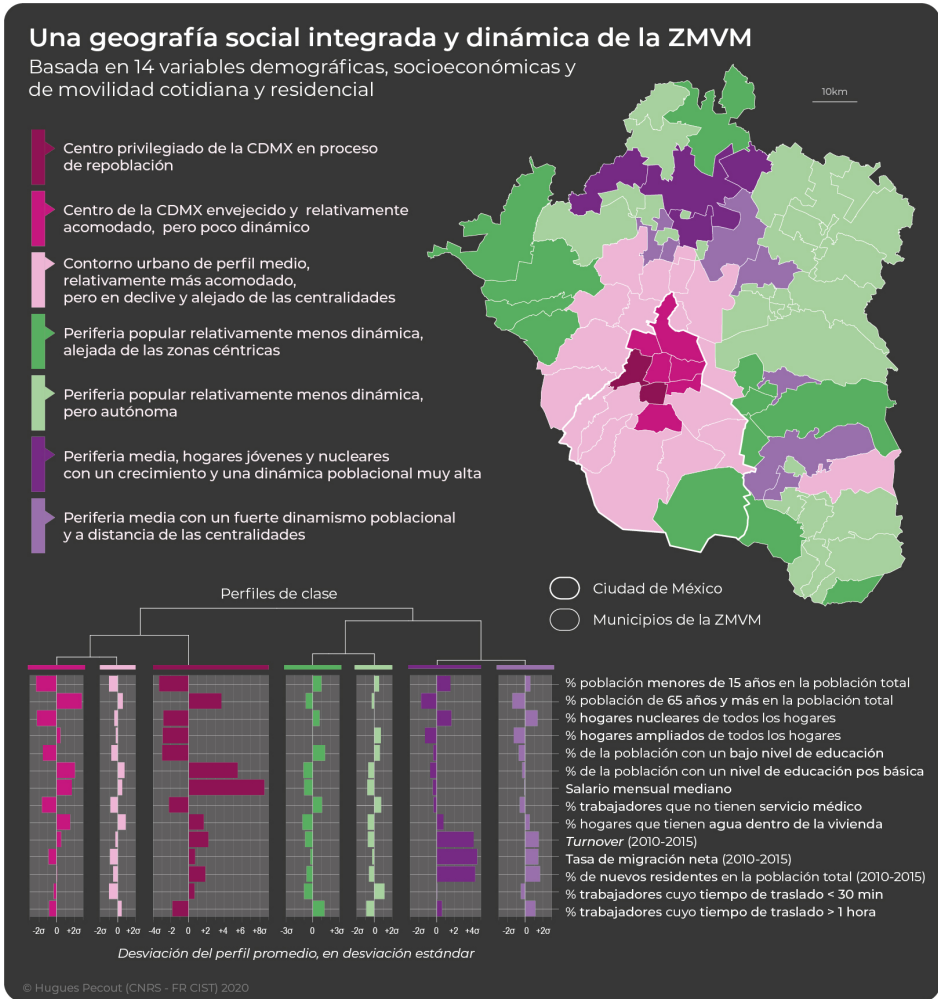 Una geografía social integrada y dinámica de la ZMVM
Basada en 14 variables demográficas, socioeconómicas y
de movilidad cotidiana y residencial
10km
Centro privilegiado de la CDMX en proceso
de repoblación
Centro de la CDMX envejecido y relativamente
acomodado, pero poco dinámico
Contorno urbano de perfil medio,
relativamente más acomodado,
pero en declive y alejado de las centralidades
Periferia popular relativamente menos dinámica,
alejada de las zonas céntricas
Periferia popular relativamente menos dinámica,
pero autónoma
Periferia media, hogares jóvenes y nucleares
con un crecimiento y una dinámica poblacional muy alta
Periferia media con un fuerte dinamismo poblacional
y a distancia de las centralidades
Ciudad de México
Municipios de la ZMVM
Perfiles de clase
% población menores de 15 años en la población total
% población de 65 años y más en la población total
% hogares nucleares de todos los hogares
% hogares ampliados de todos los hogares
% de la población con un bajo nivel de educación
% de la población con un nivel de educación pos básica
Salario mensual mediano
% trabajadores que no tienen servicio médico
% hogares que tienen agua dentro de la vivienda
Turnover (2010-2015)
Tasa de migración neta (2010-2015)
% de nuevos residentes en la población total (2010-2015)
% trabajadores cuyo tiempo de traslado < 30 min
% trabajadores cuyo tiempo de traslado > 1 hora
-2σ 0 +2σ -2σ 0 +2σ -4σ -2σ 0 +2σ +4σ +6σ +8σ -3σ 0 +3σ -2σ 0 +2σ -2σ 0 +2σ +4σ -2σ 0 +2σ
Desviación del perfil promedio, en desviación estándar
© Hugues Pecout (CNRS - FR CIST) 2020